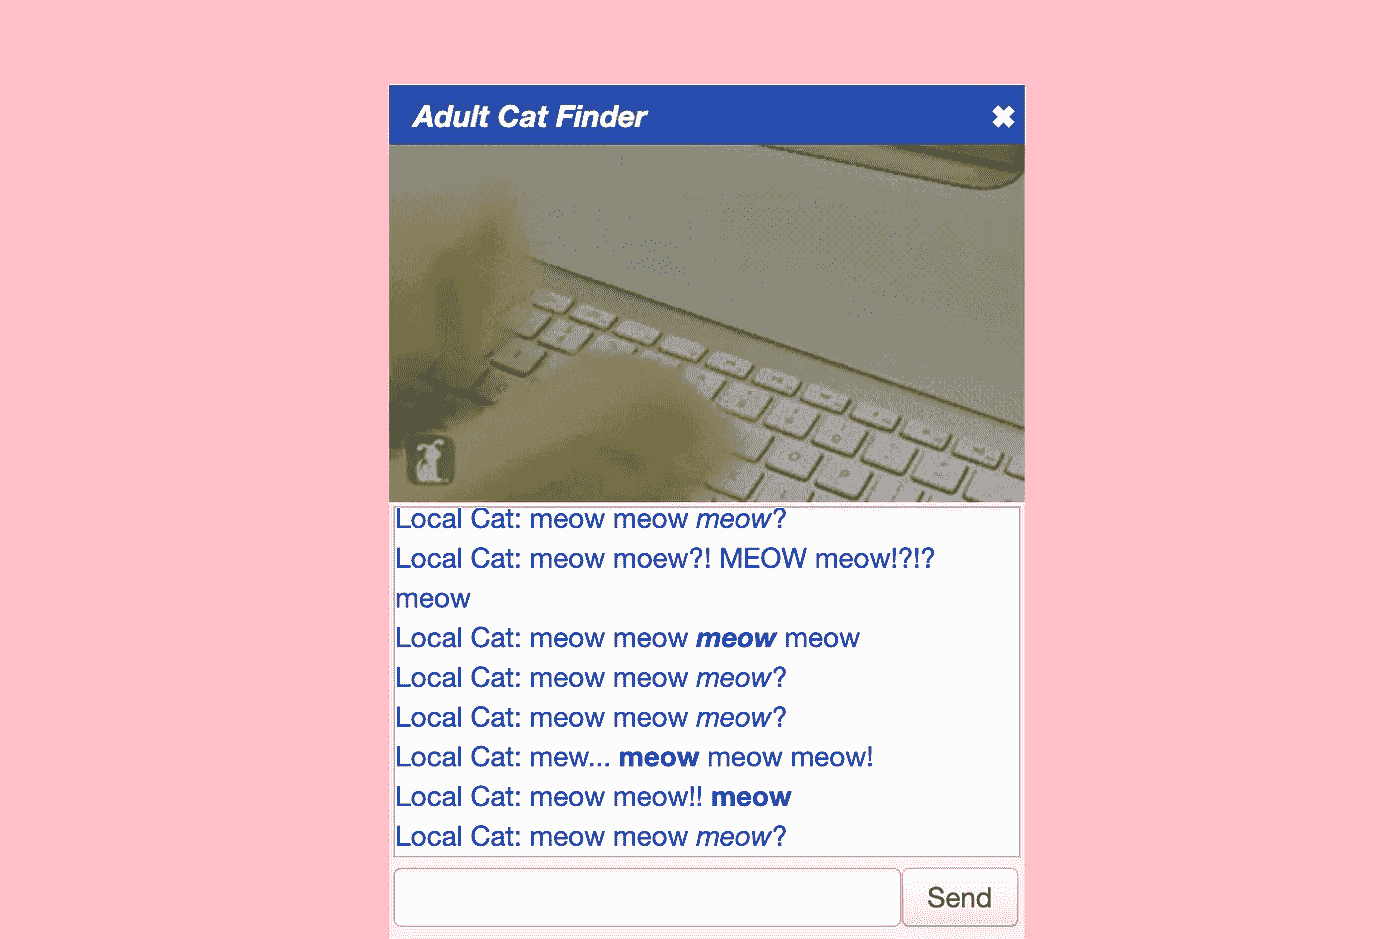 Adult Cat Finder ✖
Local Cat: meow meow meow?
Local Cat: meow moew?! MEOW meow!?!?
meow
Local Cat: meow meow meow meow
Local Cat: meow meow meow?
Local Cat: meow meow meow?
Local Cat: mew... meow meow meow!
Local Cat: meow meow!! meow
Local Cat: meow meow meow?
Send